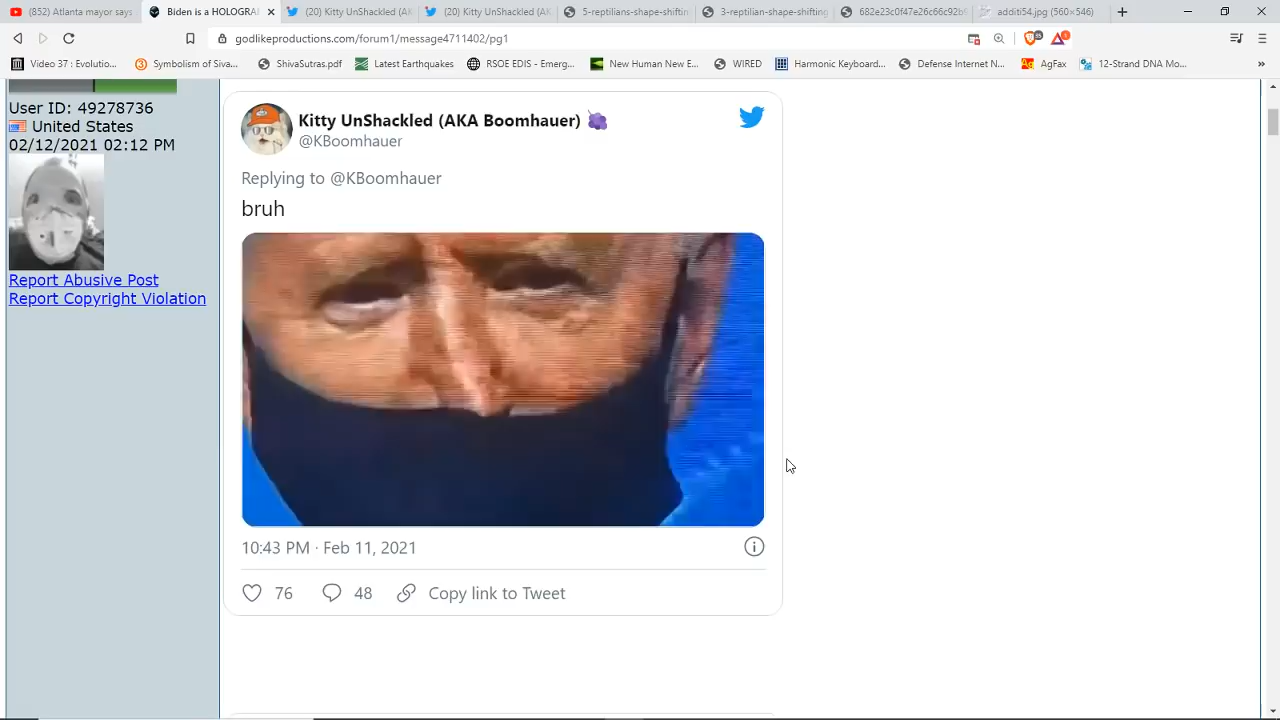 (852) Atlanta mayor says
Biden is a HOLOGRA
(20) Kitty UnShackled (AK
(20) Kitty UnShackled (AK
5-reptilians-shape-shiftin
3-reptilian-shape-shifting
682e23c0f47e26c66c92b
addit54.jpg (560×546)
godlikeproductions.com/forum1/message4711402/pg1
Video 37 : Evolutio...
Symbolism of Siva...
ShivaSutras.pdf
Latest Earthquakes
RSOE EDIS - Emerg...
New Human New E...
WIRED
Harmonic Keyboard...
Defense Internet N...
AgFax
12-Strand DNA Mo...
User ID: 49278736
United States
02/12/2021 02:12 PM
Report Abusive Post
Report Copyright Violation
Kitty UnShackled (AKA Boomhauer)
@KBoomhauer
Replying to @KBoomhauer
bruh
10:43 PM · Feb 11, 2021
76
48
Copy link to Tweet